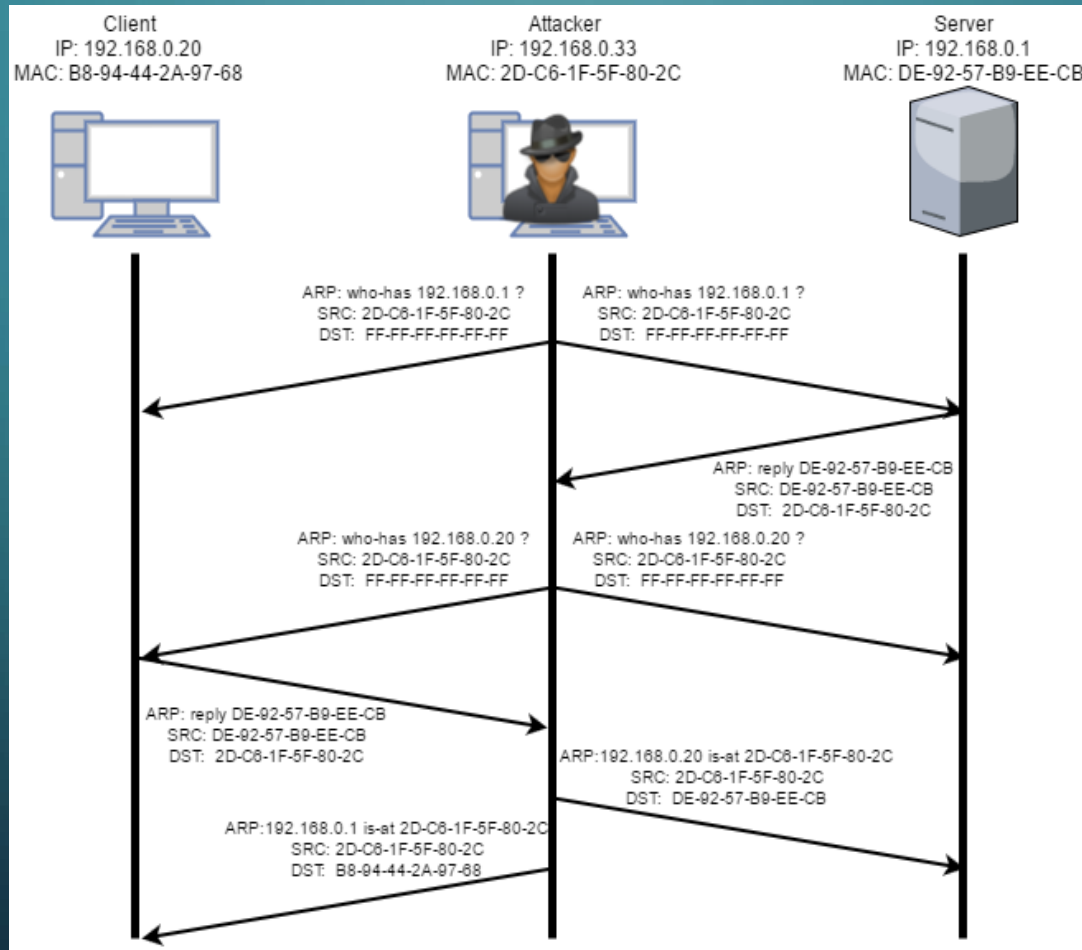 Client
IP: 192.168.0.20
MAC: B8-94-44-2A-97-68
Attacker
IP: 192.168.0.33
MAC: 2D-C6-1F-5F-80-2C
Server
IP: 192.168.0.1
MAC: DE-92-57-B9-EE-CB
ARP: who-has 192.168.0.1 ?
SRC: 2D-C6-1F-5F-80-2C
DST: FF-FF-FF-FF-FF-FF
ARP: who-has 192.168.0.1 ?
SRC: 2D-C6-1F-5F-80-2C
DST: FF-FF-FF-FF-FF-FF
ARP: reply DE-92-57-B9-EE-CB
SRC: DE-92-57-B9-EE-CB
DST: 2D-C6-1F-5F-80-2C
ARP: who-has 192.168.0.20 ?
SRC: 2D-C6-1F-5F-80-2C
DST: FF-FF-FF-FF-FF-FF
ARP: who-has 192.168.0.20 ?
SRC: 2D-C6-1F-5F-80-2C
DST: FF-FF-FF-FF-FF-FF
ARP: reply DE-92-57-B9-EE-CB
SRC: DE-92-57-B9-EE-CB
DST: 2D-C6-1F-5F-80-2C
ARP:192.168.0.20 is-at 2D-C6-1F-5F-80-2C
SRC: 2D-C6-1F-5F-80-2C
DST: DE-92-57-B9-EE-CB
ARP:192.168.0.1 is-at 2D-C6-1F-5F-80-2C
SRC: 2D-C6-1F-5F-80-2C
DST: B8-94-44-2A-97-68